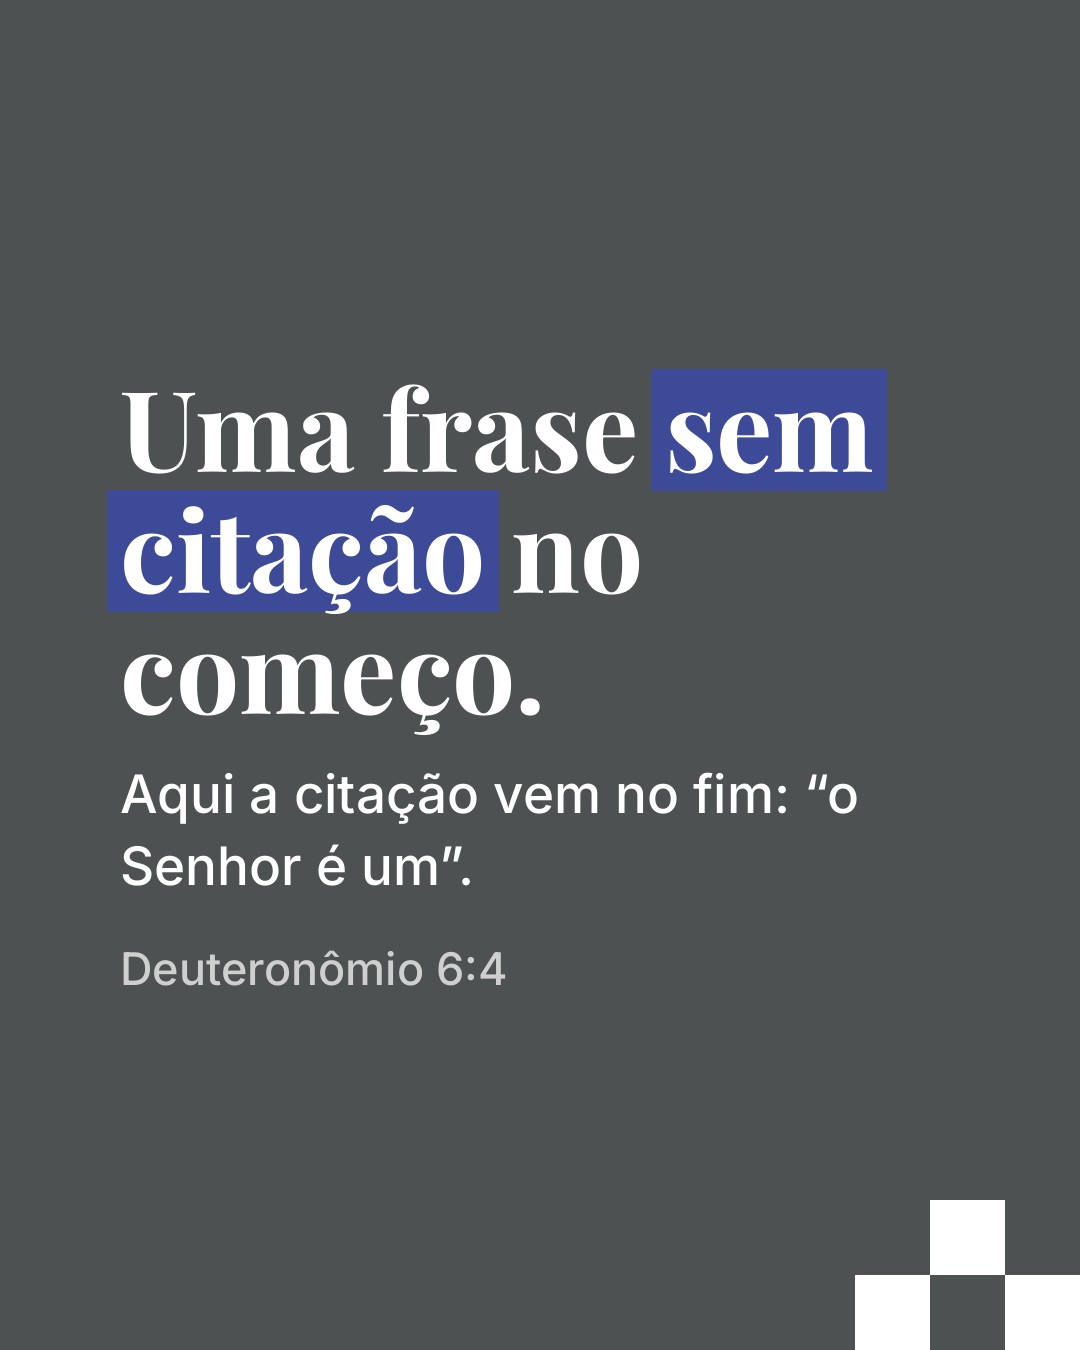 Uma frase sem
citação no
começo.
Aqui a citação vem no fim: “o
Senhor é um”.
Deuteronômio 6:4